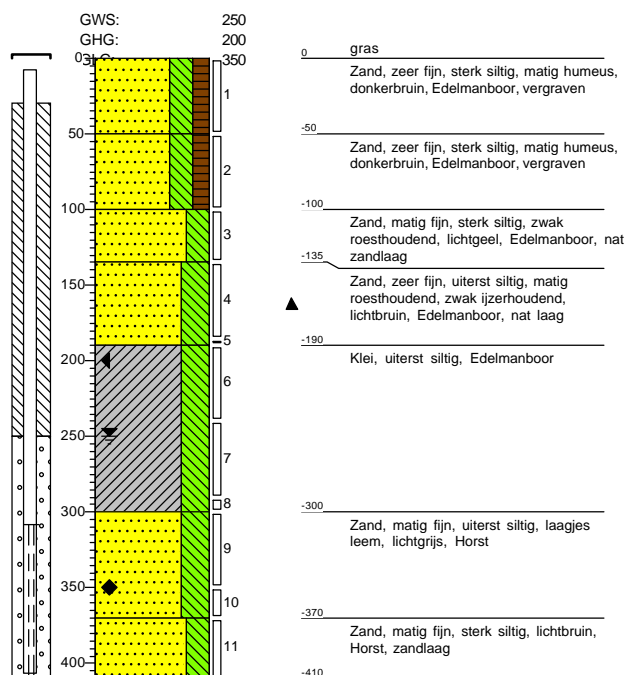 GWS: 250
GHG: 200
GLG: 350
0
50
100
150
200
250
300
350
400
1
2
3
4
5
6
7
8
9
10
11
0 gras
Zand, zeer fijn, sterk siltig, matig humeus,
donkerbruin, Edelmanboor, vergraven
-50
Zand, zeer fijn, sterk siltig, matig humeus,
donkerbruin, Edelmanboor, vergraven
-100
Zand, matig fijn, sterk siltig, zwak
roesthoudend, lichtgeel, Edelmanboor, nat
zandlaag
-135
Zand, zeer fijn, uiterst siltig, matig
roesthoudend, zwak ijzerhoudend,
lichtbruin, Edelmanboor, nat laag
-190
Klei, uiterst siltig, Edelmanboor
-300
Zand, matig fijn, uiterst siltig, laagjes
leem, lichtgrijs, Horst
-370
Zand, matig fijn, sterk siltig, lichtbruin,
Horst, zandlaag
-410